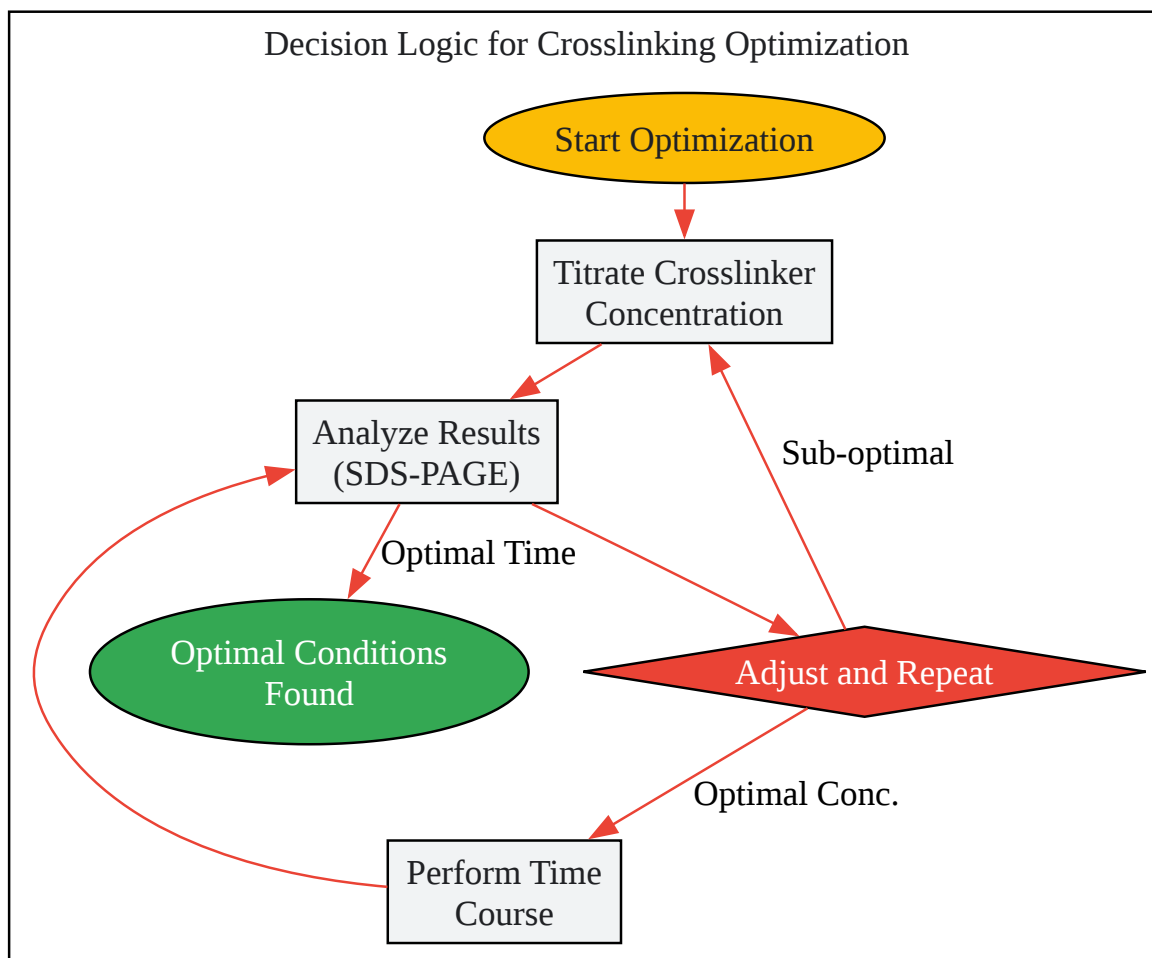 Decision Logic for Crosslinking Optimization
Start Optimization
Titrate Crosslinker
Concentration
Analyze Results
(SDS-PAGE)
Sub-optimal
Optimal Time
Optimal Conditions
Found
Adjust and Repeat
Optimal Conc.
Perform Time
Course